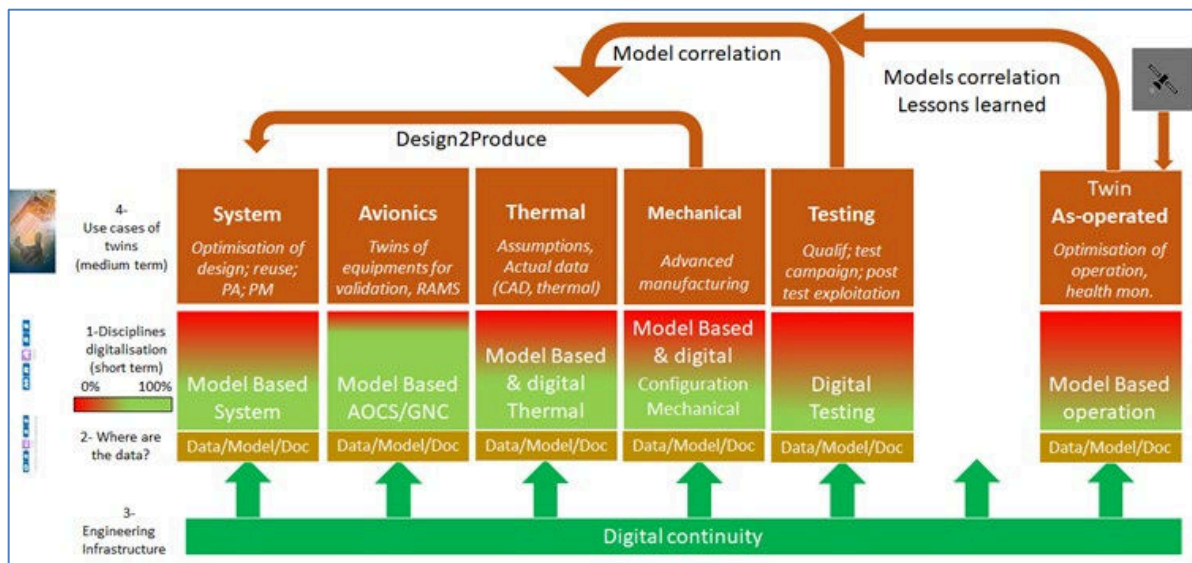 Model correlation
Models correlation
Lessons learned
Design2Produce
4-
Use cases of
twins
(medium term)
System
Optimisation of
design; reuse;
PA; PM
Avionics
Twins of
equipments for
validation, RAMS
Thermal
Assumptions,
Actual data
(CAD, thermal)
Mechanical
Advanced
manufacturing
Testing
Qualif; test
campaign; post
test exploitation
Twin
As-operated
Optimisation of
operation,
health mon.
1-Disciplines
digitalisation
(short term)
0% 100%
Model Based
System
Model Based
AOCS/GNC
Model Based
& digital
Thermal
Model Based
& digital
Configuration
Mechanical
Digital
Testing
Model Based
operation
2- Where are
the data?
Data/Model/Doc
Data/Model/Doc
Data/Model/Doc
Data/Model/Doc
Data/Model/Doc
Data/Model/Doc
3-
Engineering
Infrastructure
Digital continuity